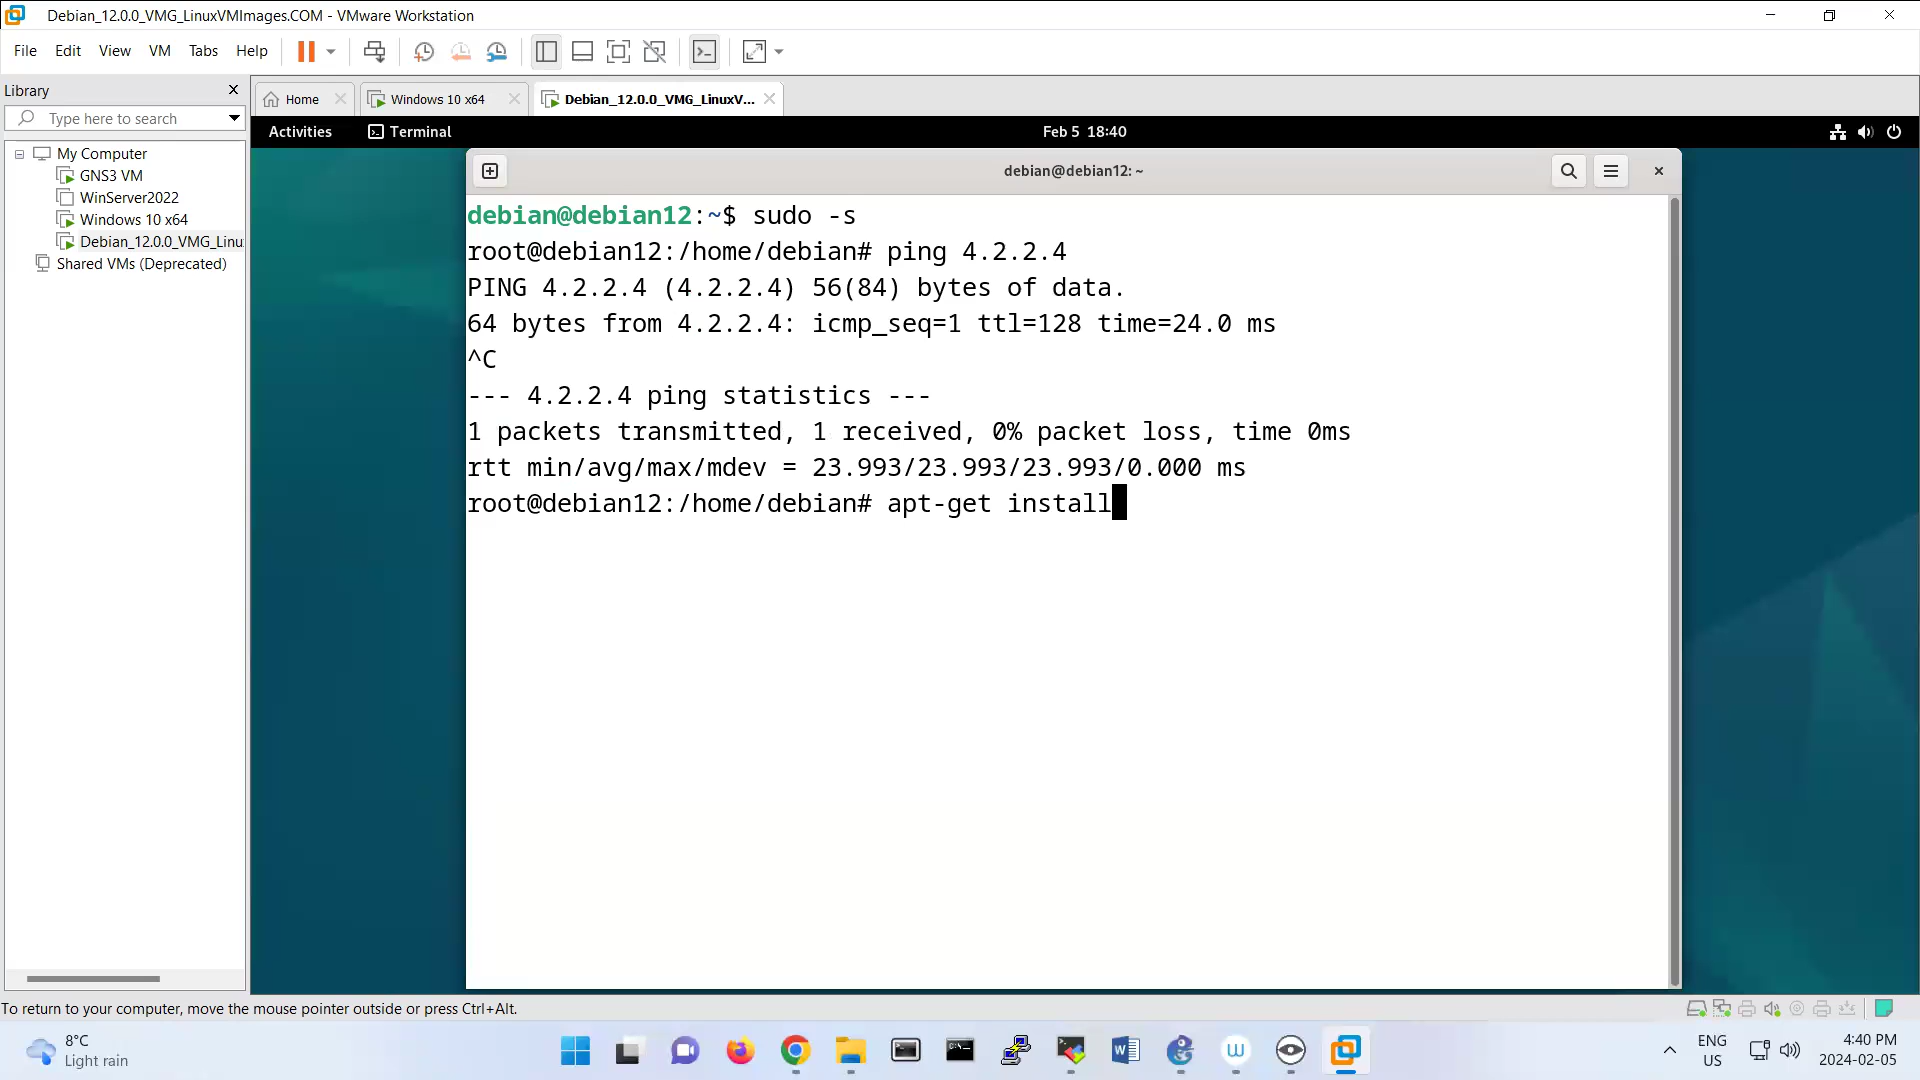 Debian_12.0.0_VMG_LinuxVMImages.COM - VMware Workstation
File Edit View VM Tabs Help
Library
Type here to search
My Computer
GNS3 VM
WinServer2022
Windows 10 x64
Debian_12.0.0_VMG_Linu
Shared VMs (Deprecated)
Home
Windows 10 x64
Debian_12.0.0_VMG_LinuxV...
Activities
Terminal
Feb 5 18:40
debian@debian12: ~
debian@debian12:~$ sudo -s
root@debian12:/home/debian# ping 4.2.2.4
PING 4.2.2.4 (4.2.2.4) 56(84) bytes of data.
64 bytes from 4.2.2.4: icmp_seq=1 ttl=128 time=24.0 ms
^C
--- 4.2.2.4 ping statistics ---
1 packets transmitted, 1 received, 0% packet loss, time 0ms
rtt min/avg/max/mdev = 23.993/23.993/23.993/0.000 ms
root@debian12:/home/debian# apt-get install
To return to your computer, move the mouse pointer outside or press Ctrl+Alt.
8°C
Light rain
ENG
US
4:40 PM
2024-02-05